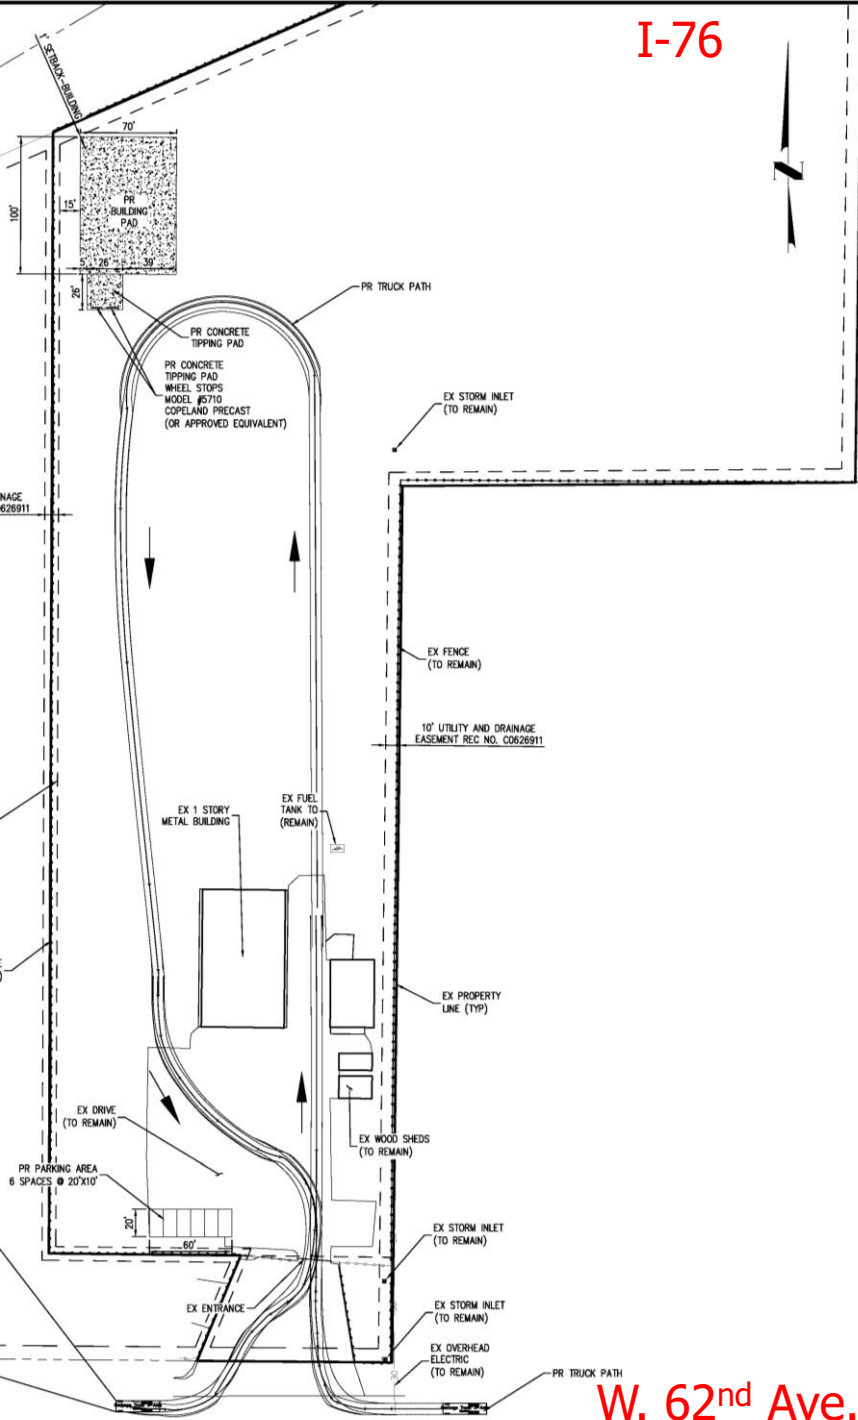 I-76
1' SETBACK-BUILDING
70'
100'
15'
PR
BUILDING
PAD
5'
26'
39'
26'
PR TRUCK PATH
PR CONCRETE
TIPPING PAD
PR CONCRETE
TIPPING PAD
WHEEL STOPS
MODEL #5710
COPELAND PRECAST
(OR APPROVED EQUIVALENT)
EX STORM INLET
(TO REMAIN)
NAGE
626911
EX FENCE
(TO REMAIN)
10' UTILITY AND DRAINAGE
EASEMENT REC NO. C0626911
EX 1 STORY
METAL BUILDING
EX FUEL
TANK TO
(REMAIN)
EX PROPERTY
LINE (TYP)
EX DRIVE
(TO REMAIN)
EX WOOD SHEDS
(TO REMAIN)
PR PARKING AREA
6 SPACES @ 20'X10'
20'
60'
EX STORM INLET
(TO REMAIN)
EX ENTRANCE
EX STORM INLET
(TO REMAIN)
EX OVERHEAD
ELECTRIC
(TO REMAIN)
PR TRUCK PATH
W. 62nd Ave.